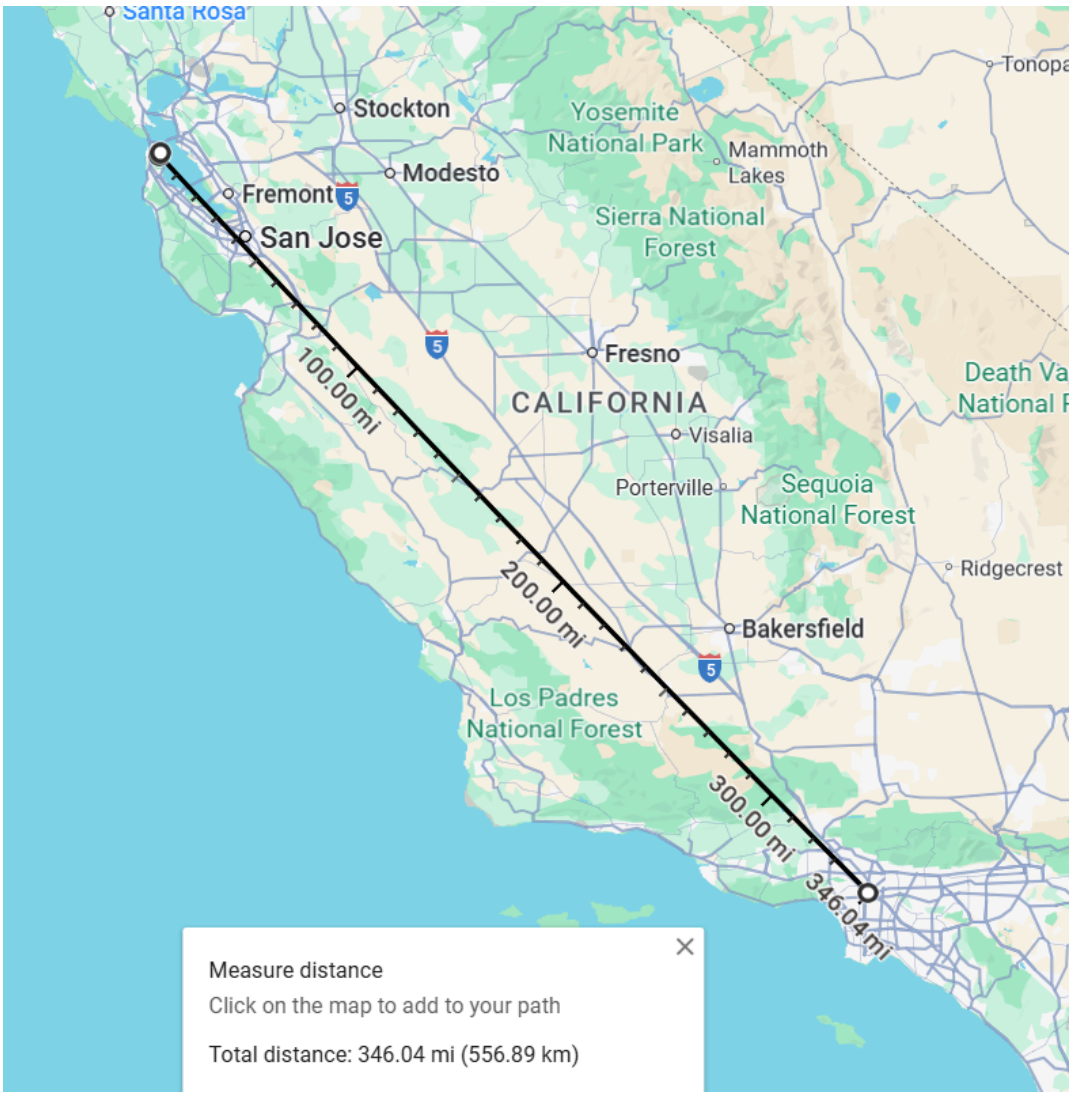 Santa Rosa
Stockton
Tonopa
Yosemite
National Park
Mammoth
Lakes
Modesto
Fremont
5
Sierra National
Forest
San Jose
5
Fresno
100.00 mi
Death Va
National F
CALIFORNIA
Visalia
Porterville
Sequoia
National Forest
200.00 mi
Ridgecrest
Bakersfield
5
Los Padres
National Forest
300.00 mi
346.04 mi
Measure distance
Click on the map to add to your path
Total distance: 346.04 mi (556.89 km)